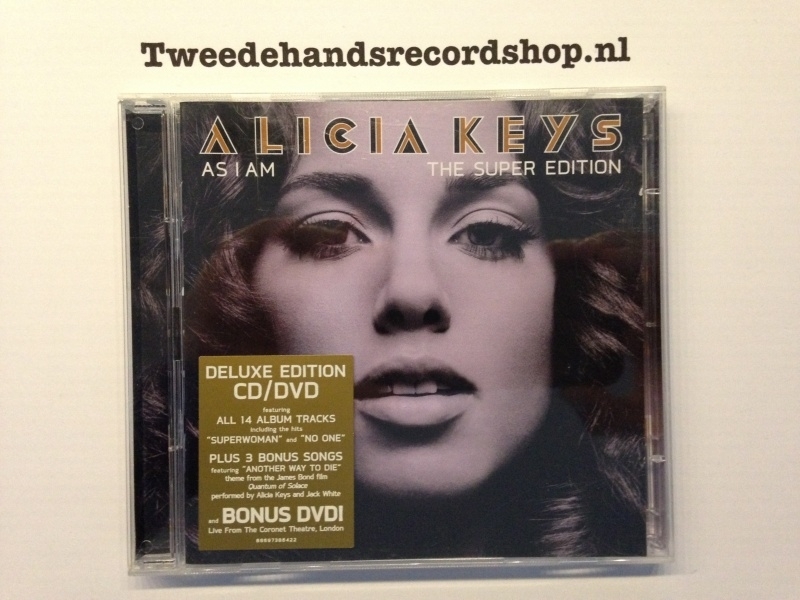 Tweedehandsrecordshop.nl
ALICIA KEYS
AS I AM THE SUPER EDITION
DELUXE EDITION
CD/DVD
featuring
ALL 14 ALBUM TRACKS
including the hits
"SUPERWOMAN" and "NO ONE"
PLUS 3 BONUS SONGS
featuring "ANOTHER WAY TO DIE"
theme from the James Bond film
Quantum of Solace
performed by Alicia Keys and Jack White
and BONUS DVD!
Live From The Coronet Theatre, London